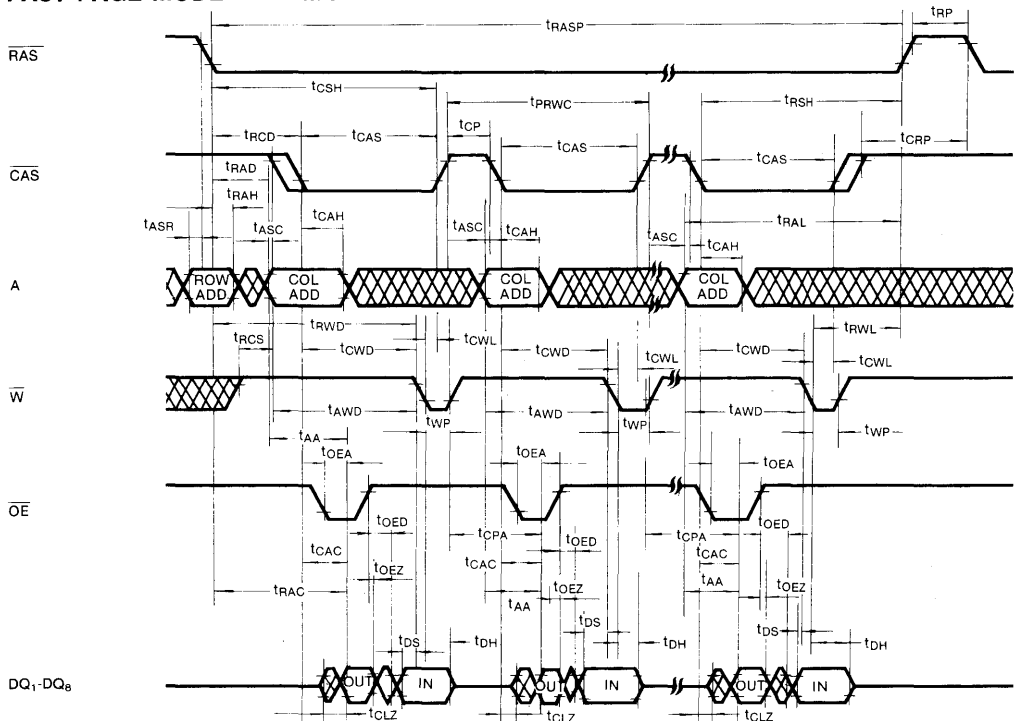 tRASP tRP
RAS
tCSH tPRWC tRSH
tRCD tCAS tCP tCAS tCAS tCRP
CAS
tRAD
tRAH tRAL
tASR tASC tCAH tASC tCAH tASC tCAH
A ROW ADD COL ADD COL ADD COL ADD
tRWD tRWL
tRCS tCWD tCWL tCWD tCWL tCWD tCWL
W
tAWD tAWD tAWD
tWP tWP tWP
tAA
tOEA tOEA tOEA
OE
tOED tCPA tOED tCPA tOED
tCAC tCAC tCAC
tOEZ tOEZ tOEZ
tRAC tAA tAA
tDS tDH tDS tDH tDS tDH
DQ1-DQ8 OUT IN OUT IN OUT IN
tCLZ tCLZ tCLZ